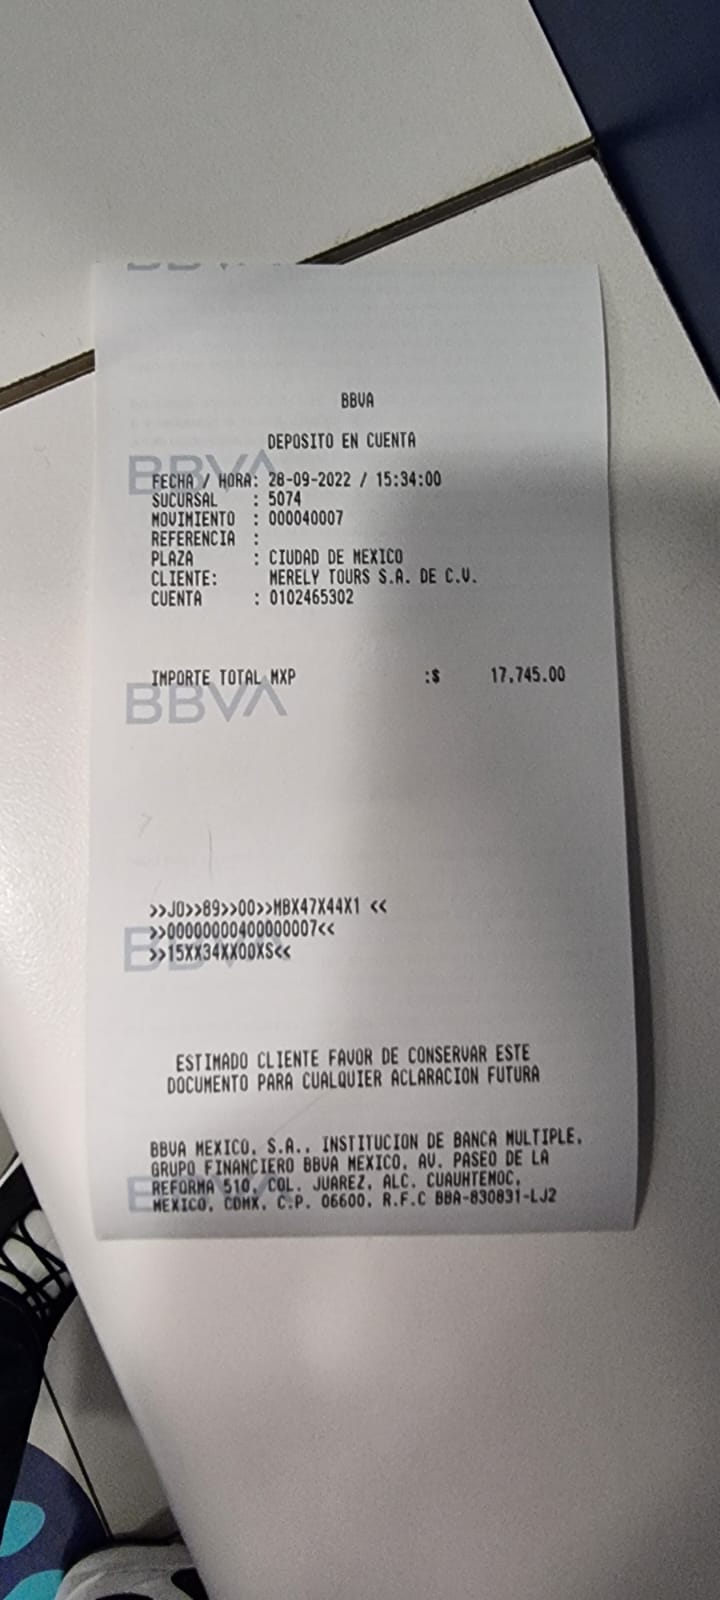 BBVA
DEPOSITO EN CUENTA
BBVA
FECHA / HORA: 28-09-2022 / 15:34:00
SUCURSAL : 5074
MOVIMIENTO : 000040007
REFERENCIA :
PLAZA : CIUDAD DE MEXICO
CLIENTE: MERELY TOURS S.A. DE C.V.
CUENTA : 0102465302
IMPORTE TOTAL MXP :$ 17,745.00
BBVA
>>JO>>89>>00>>MBX47X44X1 <<
>>00000000400000007<<
>>15XX34XX00XS<<
ESTIMADO CLIENTE FAVOR DE CONSERVAR ESTE
DOCUMENTO PARA CUALQUIER ACLARACION FUTURA
BBVA MEXICO, S.A., INSTITUCION DE BANCA MULTIPLE,
GRUPO FINANCIERO BBVA MEXICO, AV. PASEO DE LA
REFORMA 510, COL. JUAREZ, ALC. CUAUHTEMOC,
MEXICO, CDMX, C.P. 06600, R.F.C BBA-830831-LJ2